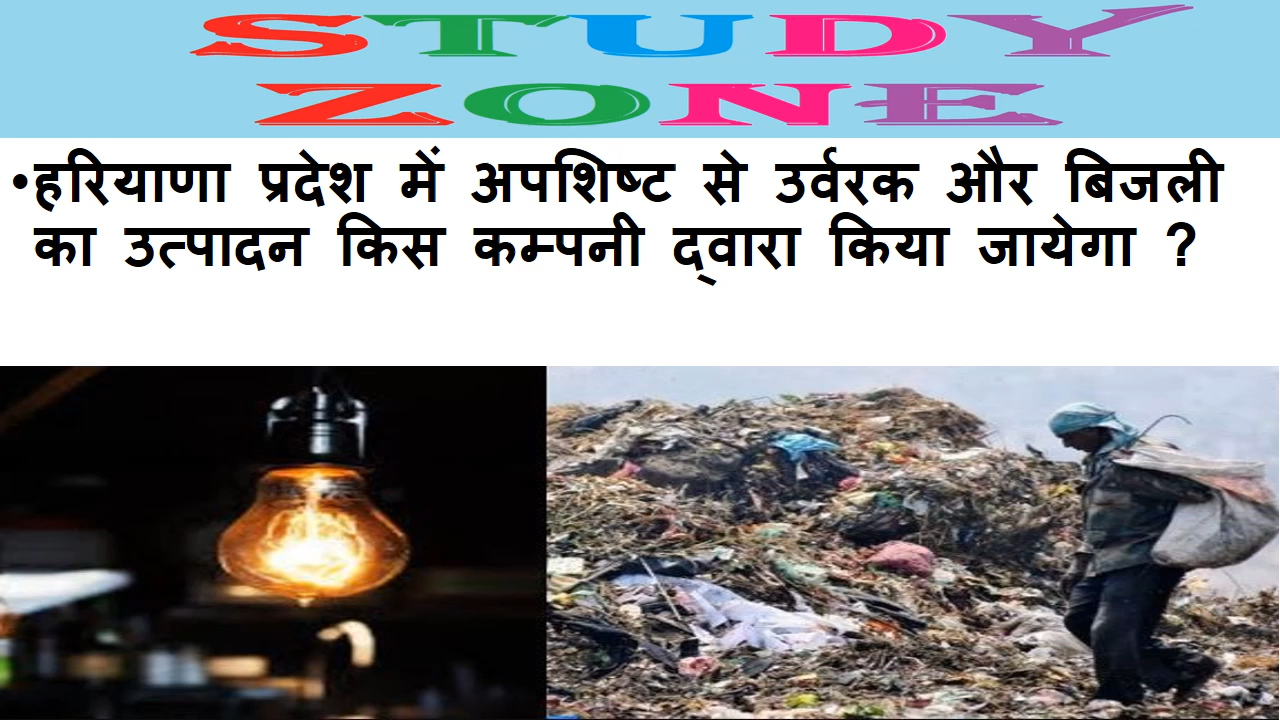 STUDY
ZONE
•हरियाणा प्रदेश में अपशिष्ट से उर्वरक और बिजली
का उत्पादन किस कम्पनी द्वारा किया जायेगा ?